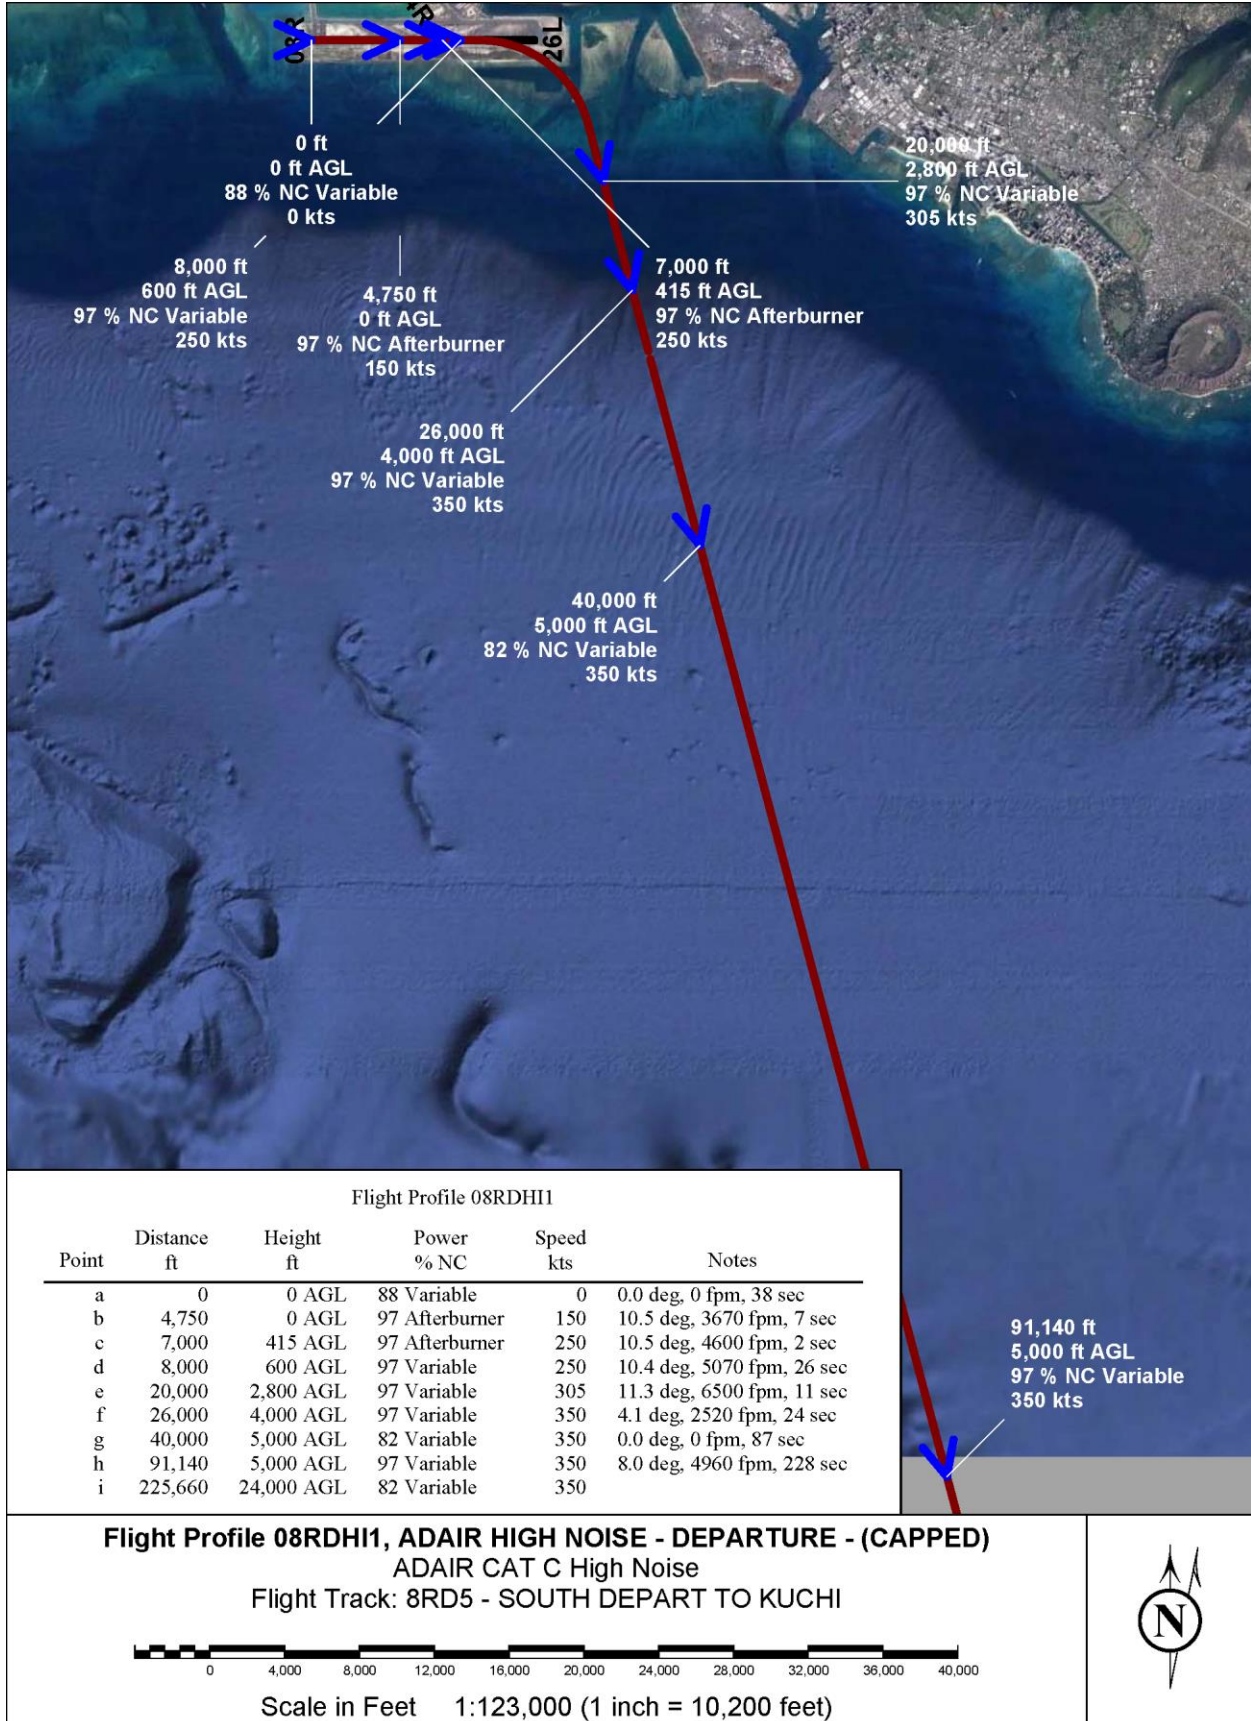 08R
4R
26L
0 ft
0 ft AGL
88 % NC Variable
0 kts
20,000 ft
2,800 ft AGL
97 % NC Variable
305 kts
8,000 ft
600 ft AGL
97 % NC Variable
250 kts
4,750 ft
0 ft AGL
97 % NC Afterburner
150 kts
7,000 ft
415 ft AGL
97 % NC Afterburner
250 kts
26,000 ft
4,000 ft AGL
97 % NC Variable
350 kts
40,000 ft
5,000 ft AGL
82 % NC Variable
350 kts
91,140 ft
5,000 ft AGL
97 % NC Variable
350 kts
Flight Profile 08RDHI1
Distance Height Power Speed
Point ft ft % NC kts Notes
a 0 0 AGL 88 Variable 0 0.0 deg, 0 fpm, 38 sec
b 4,750 0 AGL 97 Afterburner 150 10.5 deg, 3670 fpm, 7 sec
c 7,000 415 AGL 97 Afterburner 250 10.5 deg, 4600 fpm, 2 sec
d 8,000 600 AGL 97 Variable 250 10.4 deg, 5070 fpm, 26 sec
e 20,000 2,800 AGL 97 Variable 305 11.3 deg, 6500 fpm, 11 sec
f 26,000 4,000 AGL 97 Variable 350 4.1 deg, 2520 fpm, 24 sec
g 40,000 5,000 AGL 82 Variable 350 0.0 deg, 0 fpm, 87 sec
h 91,140 5,000 AGL 97 Variable 350 8.0 deg, 4960 fpm, 228 sec
i 225,660 24,000 AGL 82 Variable 350
Flight Profile 08RDHI1, ADAIR HIGH NOISE - DEPARTURE - (CAPPED)
ADAIR CAT C High Noise
Flight Track: 8RD5 - SOUTH DEPART TO KUCHI
0 4,000 8,000 12,000 16,000 20,000 24,000 28,000 32,000 36,000 40,000
Scale in Feet 1:123,000 (1 inch = 10,200 feet)
N